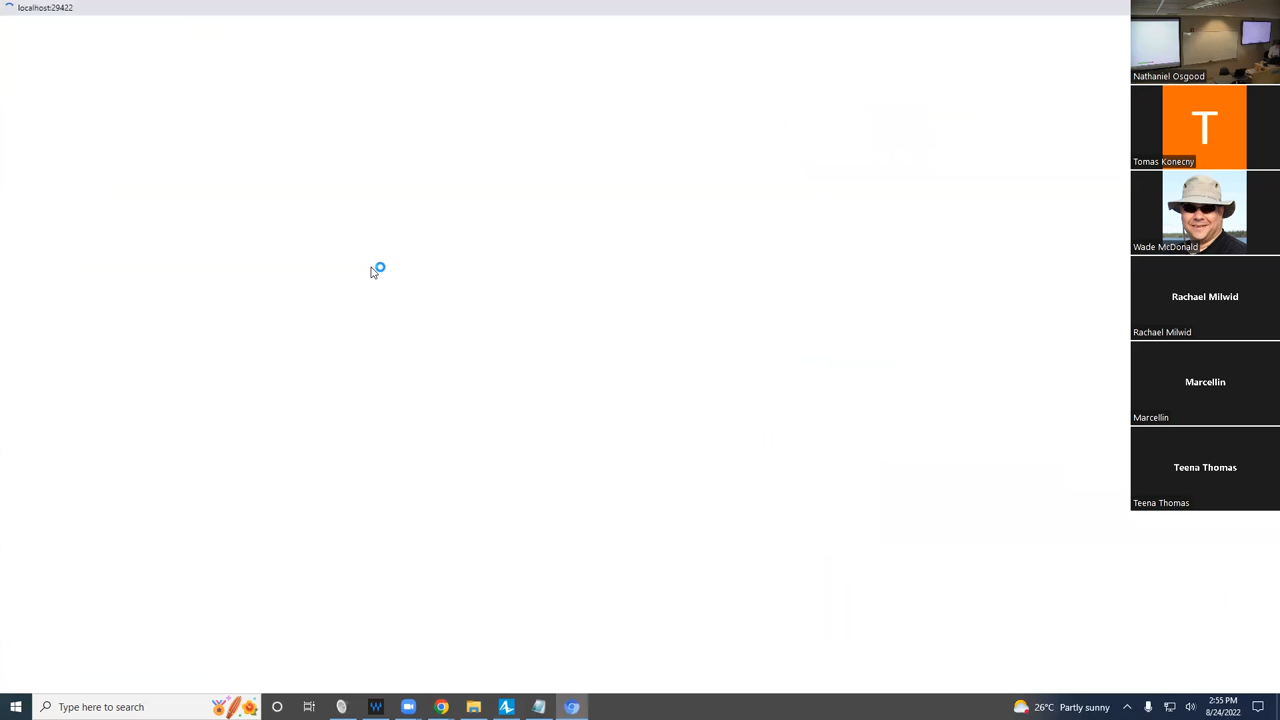 localhost:29422
Nathaniel Osgood
T
Tomas Konecny
Wade McDonald
Rachael Milwid
Rachael Milwid
Marcellin
Marcellin
Teena Thomas
Teena Thomas
Type here to search
W
26°C Partly sunny
2:55 PM
8/24/2022